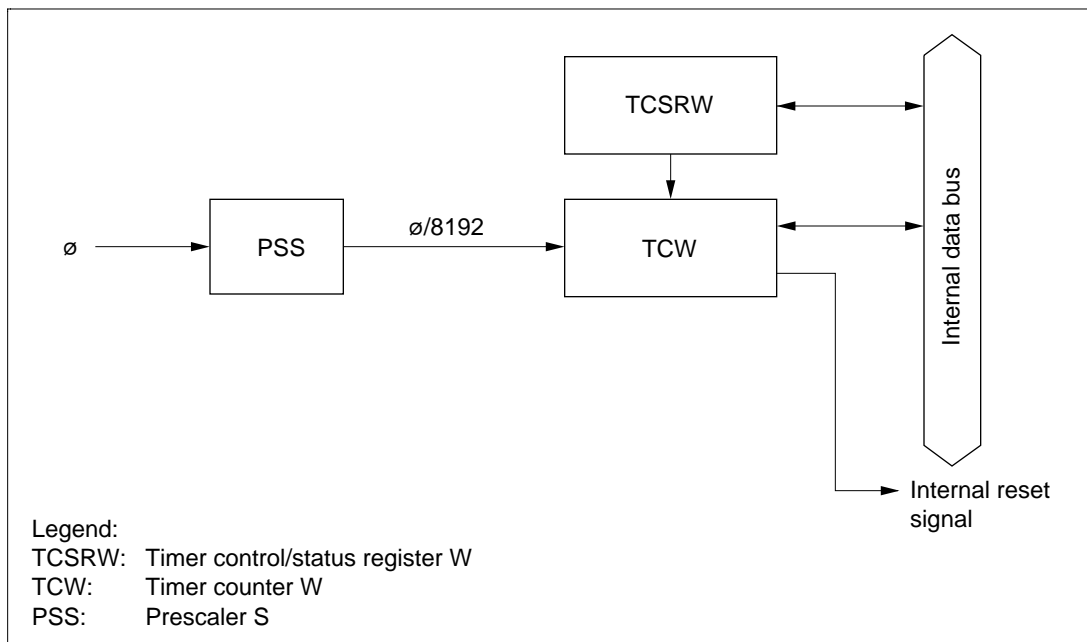 TCSRW
ø
PSS
ø/8192
TCW
Internal data bus
Internal reset
signal
Legend:
TCSRW: Timer control/status register W
TCW: Timer counter W
PSS: Prescaler S